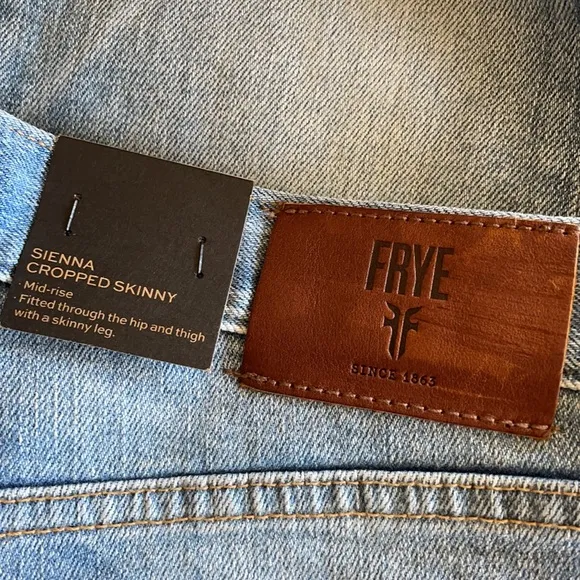 SIENNA
CROPPED SKINNY
· Mid-rise
· Fitted through the hip and thigh
with a skinny leg.
FRYE
SINCE 1863